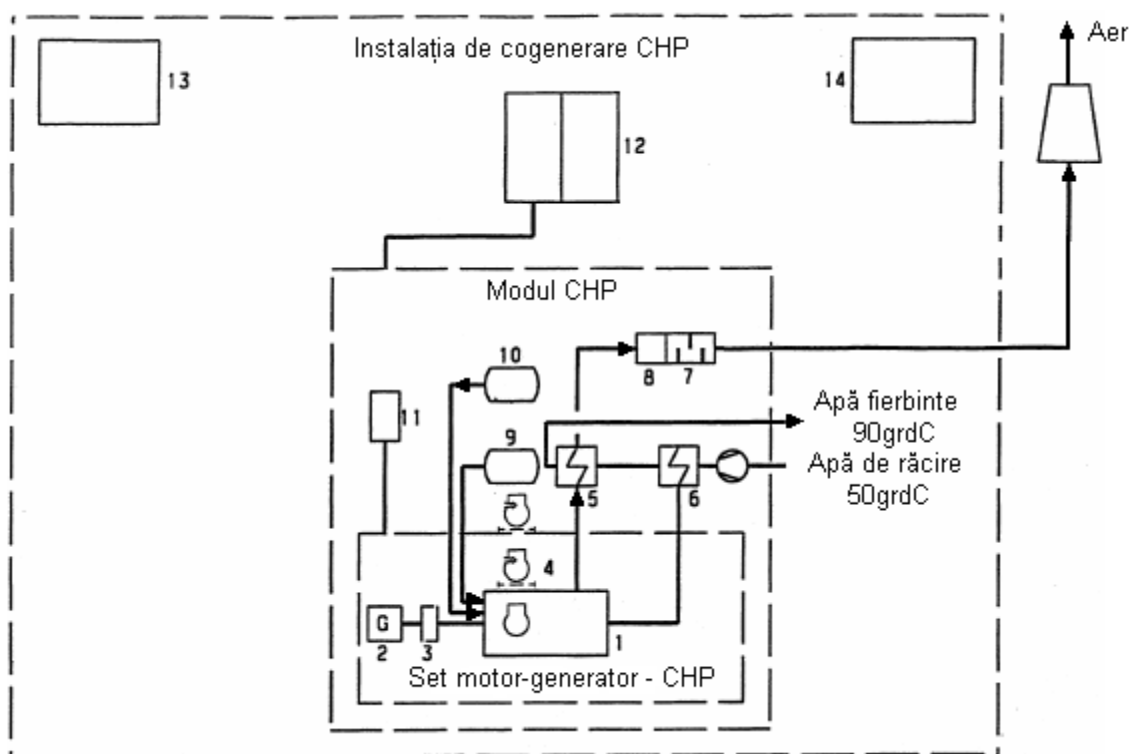 Instalația de cogenerare CHP
Aer
13
14
12
Modul CHP
10
8 7
11
Apă fierbinte
90grdC
9
Apă de răcire
50grdC
5
6
4
G
2
3
1
Set motor-generator - CHP